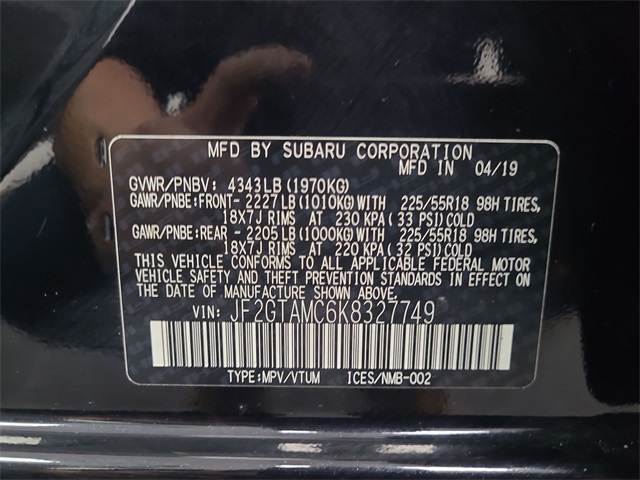 MFD BY SUBARU CORPORATION
MFD IN 04/19
GVWR/PNBV: 4343LB(1970KG)
GAWR/PNBE:FRONT-2227LB(1010KG)WITH 225/55R18 98H TIRES,
18X7J RIMS AT 230 KPA(33 PSI)COLD
GAWR/PNBE:REAR -2205LB(1000KG)WITH 225/55R18 98H TIRES,
18X7J RIMS AT 220 KPA(32 PSI)COLD
THIS VEHICLE CONFORMS TO ALL APPLICABLE FEDERAL MOTOR
VEHICLE SAFETY AND THEFT PREVENTION STANDARDS IN EFFECT ON
THE DATE OF MANUFACTURE SHOWN ABOVE.
VIN: JF2GTAMC6K8327749
TYPE:MPV/VTUM ICES/NMB-002